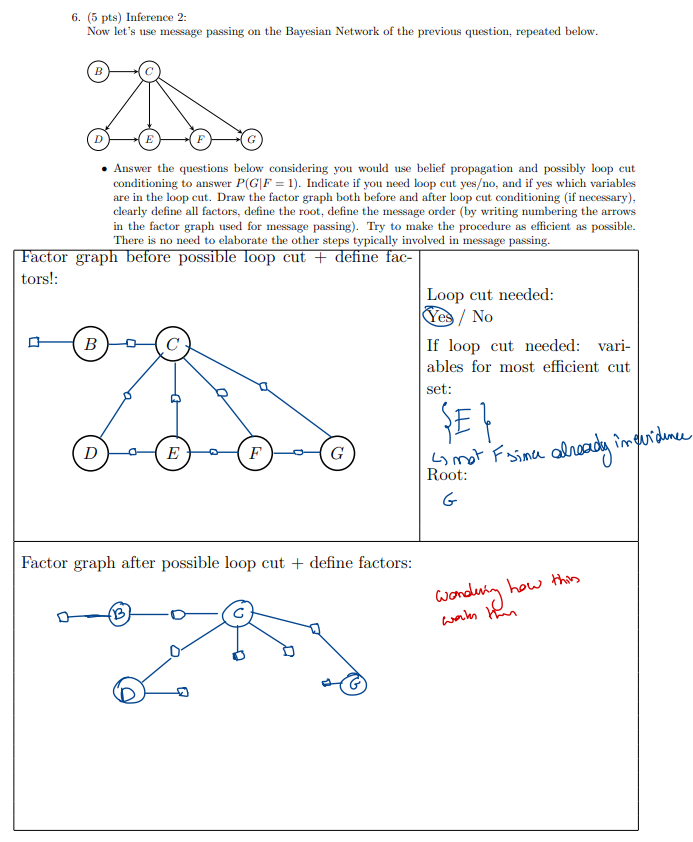 6. (5 pts) Inference 2:
Now let's use message passing on the Bayesian Network of the previous question, repeated below.
B C
D E F G
• Answer the questions below considering you would use belief propagation and possibly loop cut
conditioning to answer P(G|F = 1). Indicate if you need loop cut yes/no, and if yes which variables
are in the loop cut. Draw the factor graph both before and after loop cut conditioning (if necessary),
clearly define all factors, define the root, define the message order (by writing numbering the arrows
in the factor graph used for message passing). Try to make the procedure as efficient as possible.
There is no need to elaborate the other steps typically involved in message passing.
Factor graph before possible loop cut + define fac-
tors!:
B C
D E F G
Loop cut needed:
Yes / No
If loop cut needed: vari-
ables for most efficient cut
set:
{E}
↳ not F since already in evidence
Root:
G
Factor graph after possible loop cut + define factors:
wondering how this
works then
B C
D G